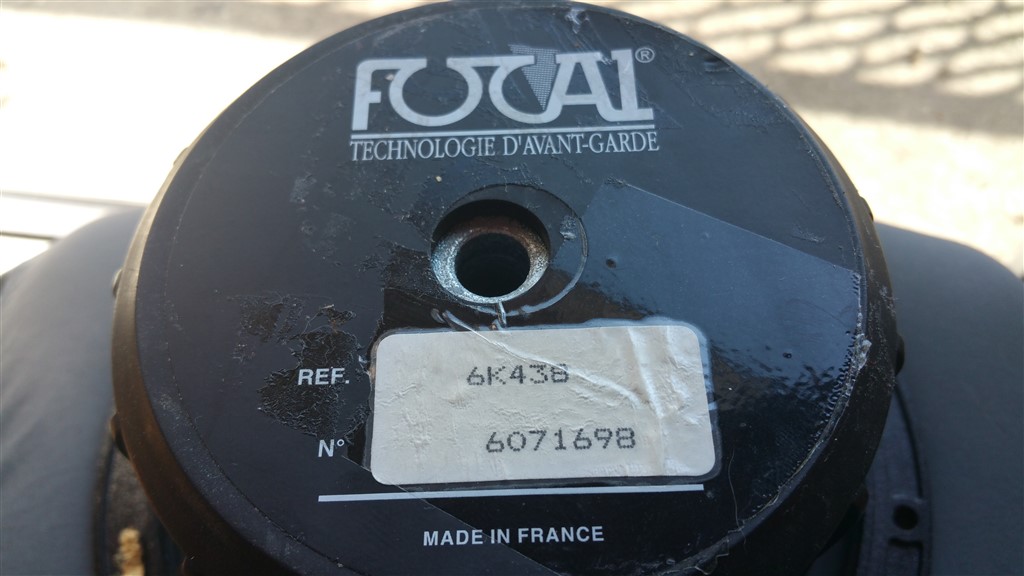 FOCAL®
TECHNOLOGIE D'AVANT-GARDE
REF. 6K438
N° 6071698
MADE IN FRANCE